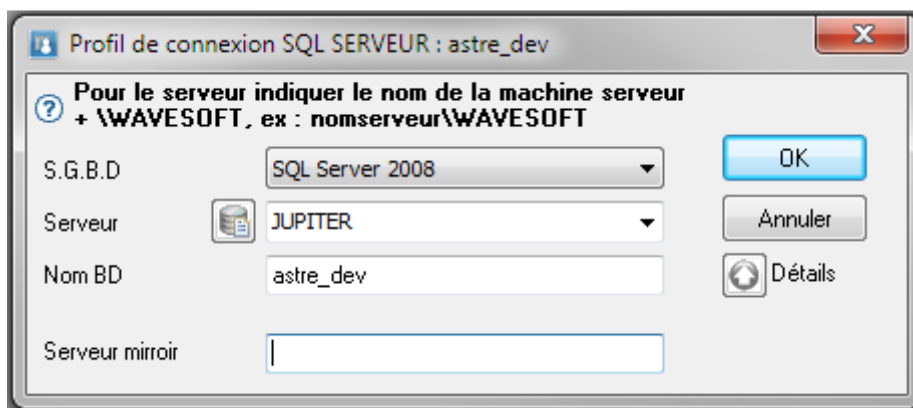 Profil de connexion SQL SERVEUR : astre_dev
Pour le serveur indiquer le nom de la machine serveur
+ \WAVESOFT, ex : nomserveur\WAVESOFT
S.G.B.D
SQL Server 2008
OK
Serveur
JUPITER
Annuler
Nom BD
astre_dev
Détails
Serveur mirroir